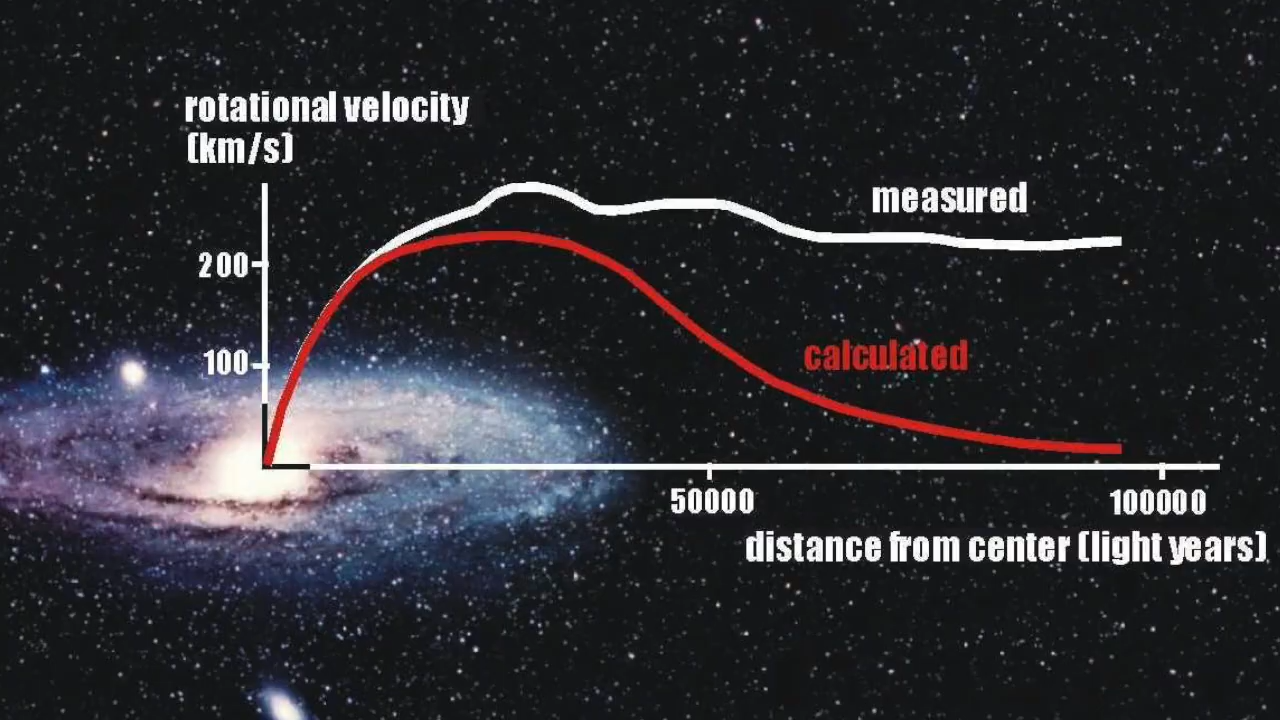 rotational velocity
(km/s)
measured
200
calculated
100
50000
100000
distance from center (light years)